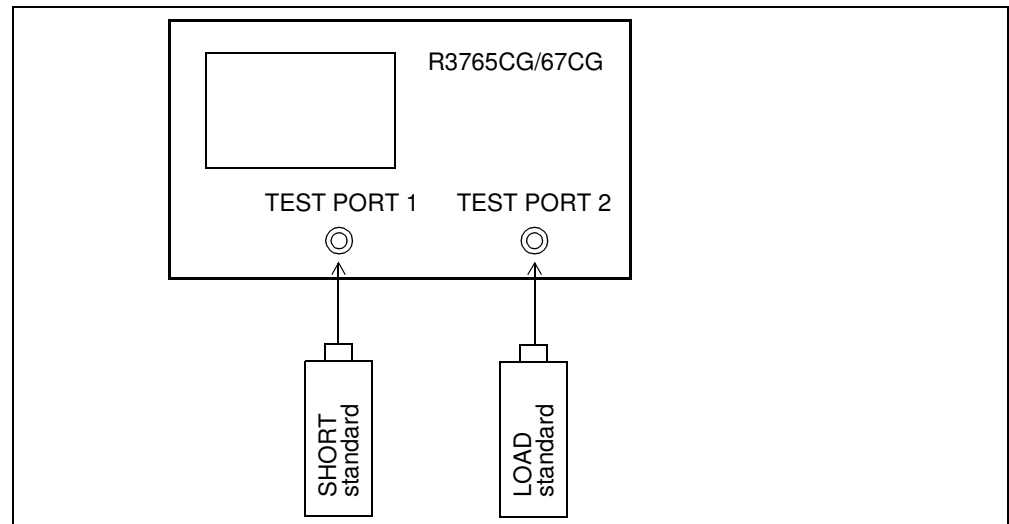 R3765CG/67CG
TEST PORT 1
TEST PORT 2
SHORT
standard
LOAD
standard